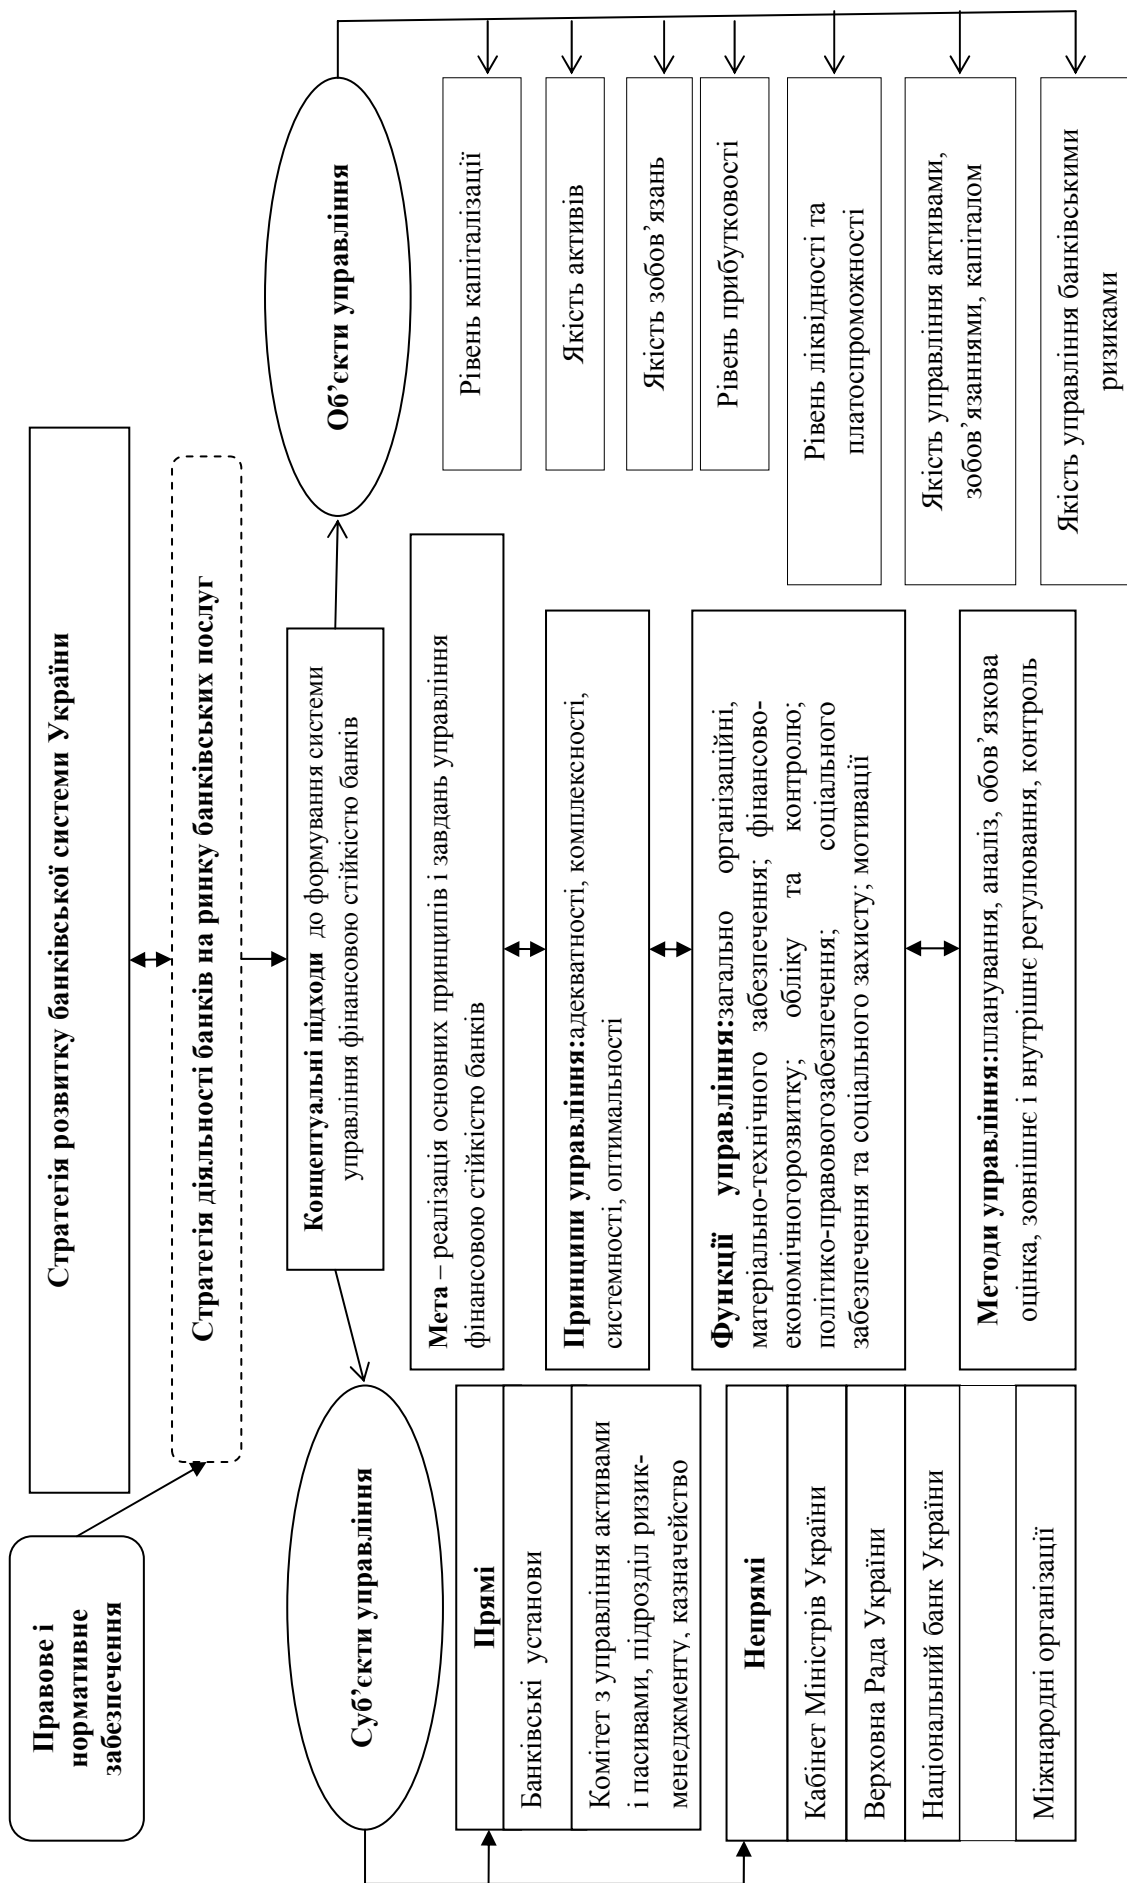 Правове і
нормативне
забезпечення
Стратегія розвитку банківської системи України
Стратегія діяльності банків на ринку банківських послуг
Концептуальні підходи до формування системи
управління фінансовою стійкістю банків
Суб’єкти управління
Об’єкти управління
Прямі
Банківські установи
Комітет з управління активами
і пасивами, підрозділ ризик-
менеджменту, казначейство
Непрямі
Кабінет Міністрів України
Верховна Рада України
Національний банк України
Міжнародні організації
Мета – реалізація основних принципів і завдань управління
фінансовою стійкістю банків
Принципи управління:адекватності, комплексності,
системності, оптимальності
Функції управління:загально організаційні,
матеріально-технічного забезпечення; фінансово-
економічногорозвитку; обліку та контролю;
політико-правовогозабезпечення; соціального
забезпечення та соціального захисту; мотивації
Методи управління:планування, аналіз, обов’язкова
оцінка, зовнішнє і внутрішнє регулювання, контроль
Рівень капіталізації
Якість активів
Якість зобов’язань
Рівень прибутковості
Рівень ліквідності та
платоспроможності
Якість управління активами,
зобов’язаннями, капіталом
Якість управління банківськими
ризиками